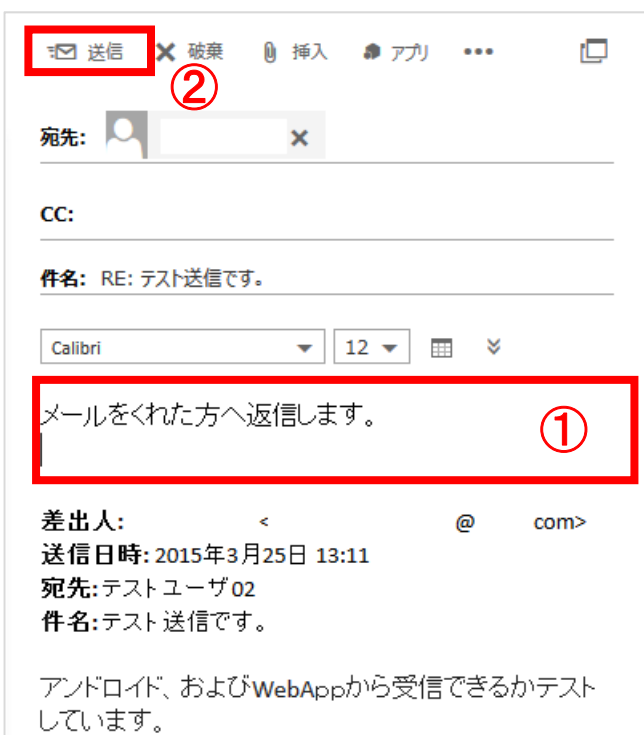 送信 破棄 挿入 アプリ •••
②
宛先:
CC:
件名: RE: テスト送信です。
Calibri 12
メールをくれた方へ返信します。
①
差出人: < @ com>
送信日時: 2015年3月25日 13:11
宛先:テストユーザ02
件名:テスト送信です。
アンドロイド、およびWebAppから受信できるかテスト
しています。